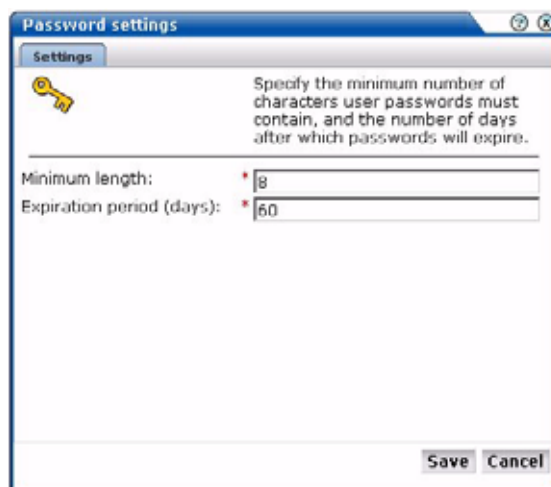 Password settings
Settings
Specify the minimum number of
characters user passwords must
contain, and the number of days
after which passwords will expire.
Minimum length: * 8
Expiration period (days): * 60
Save Cancel